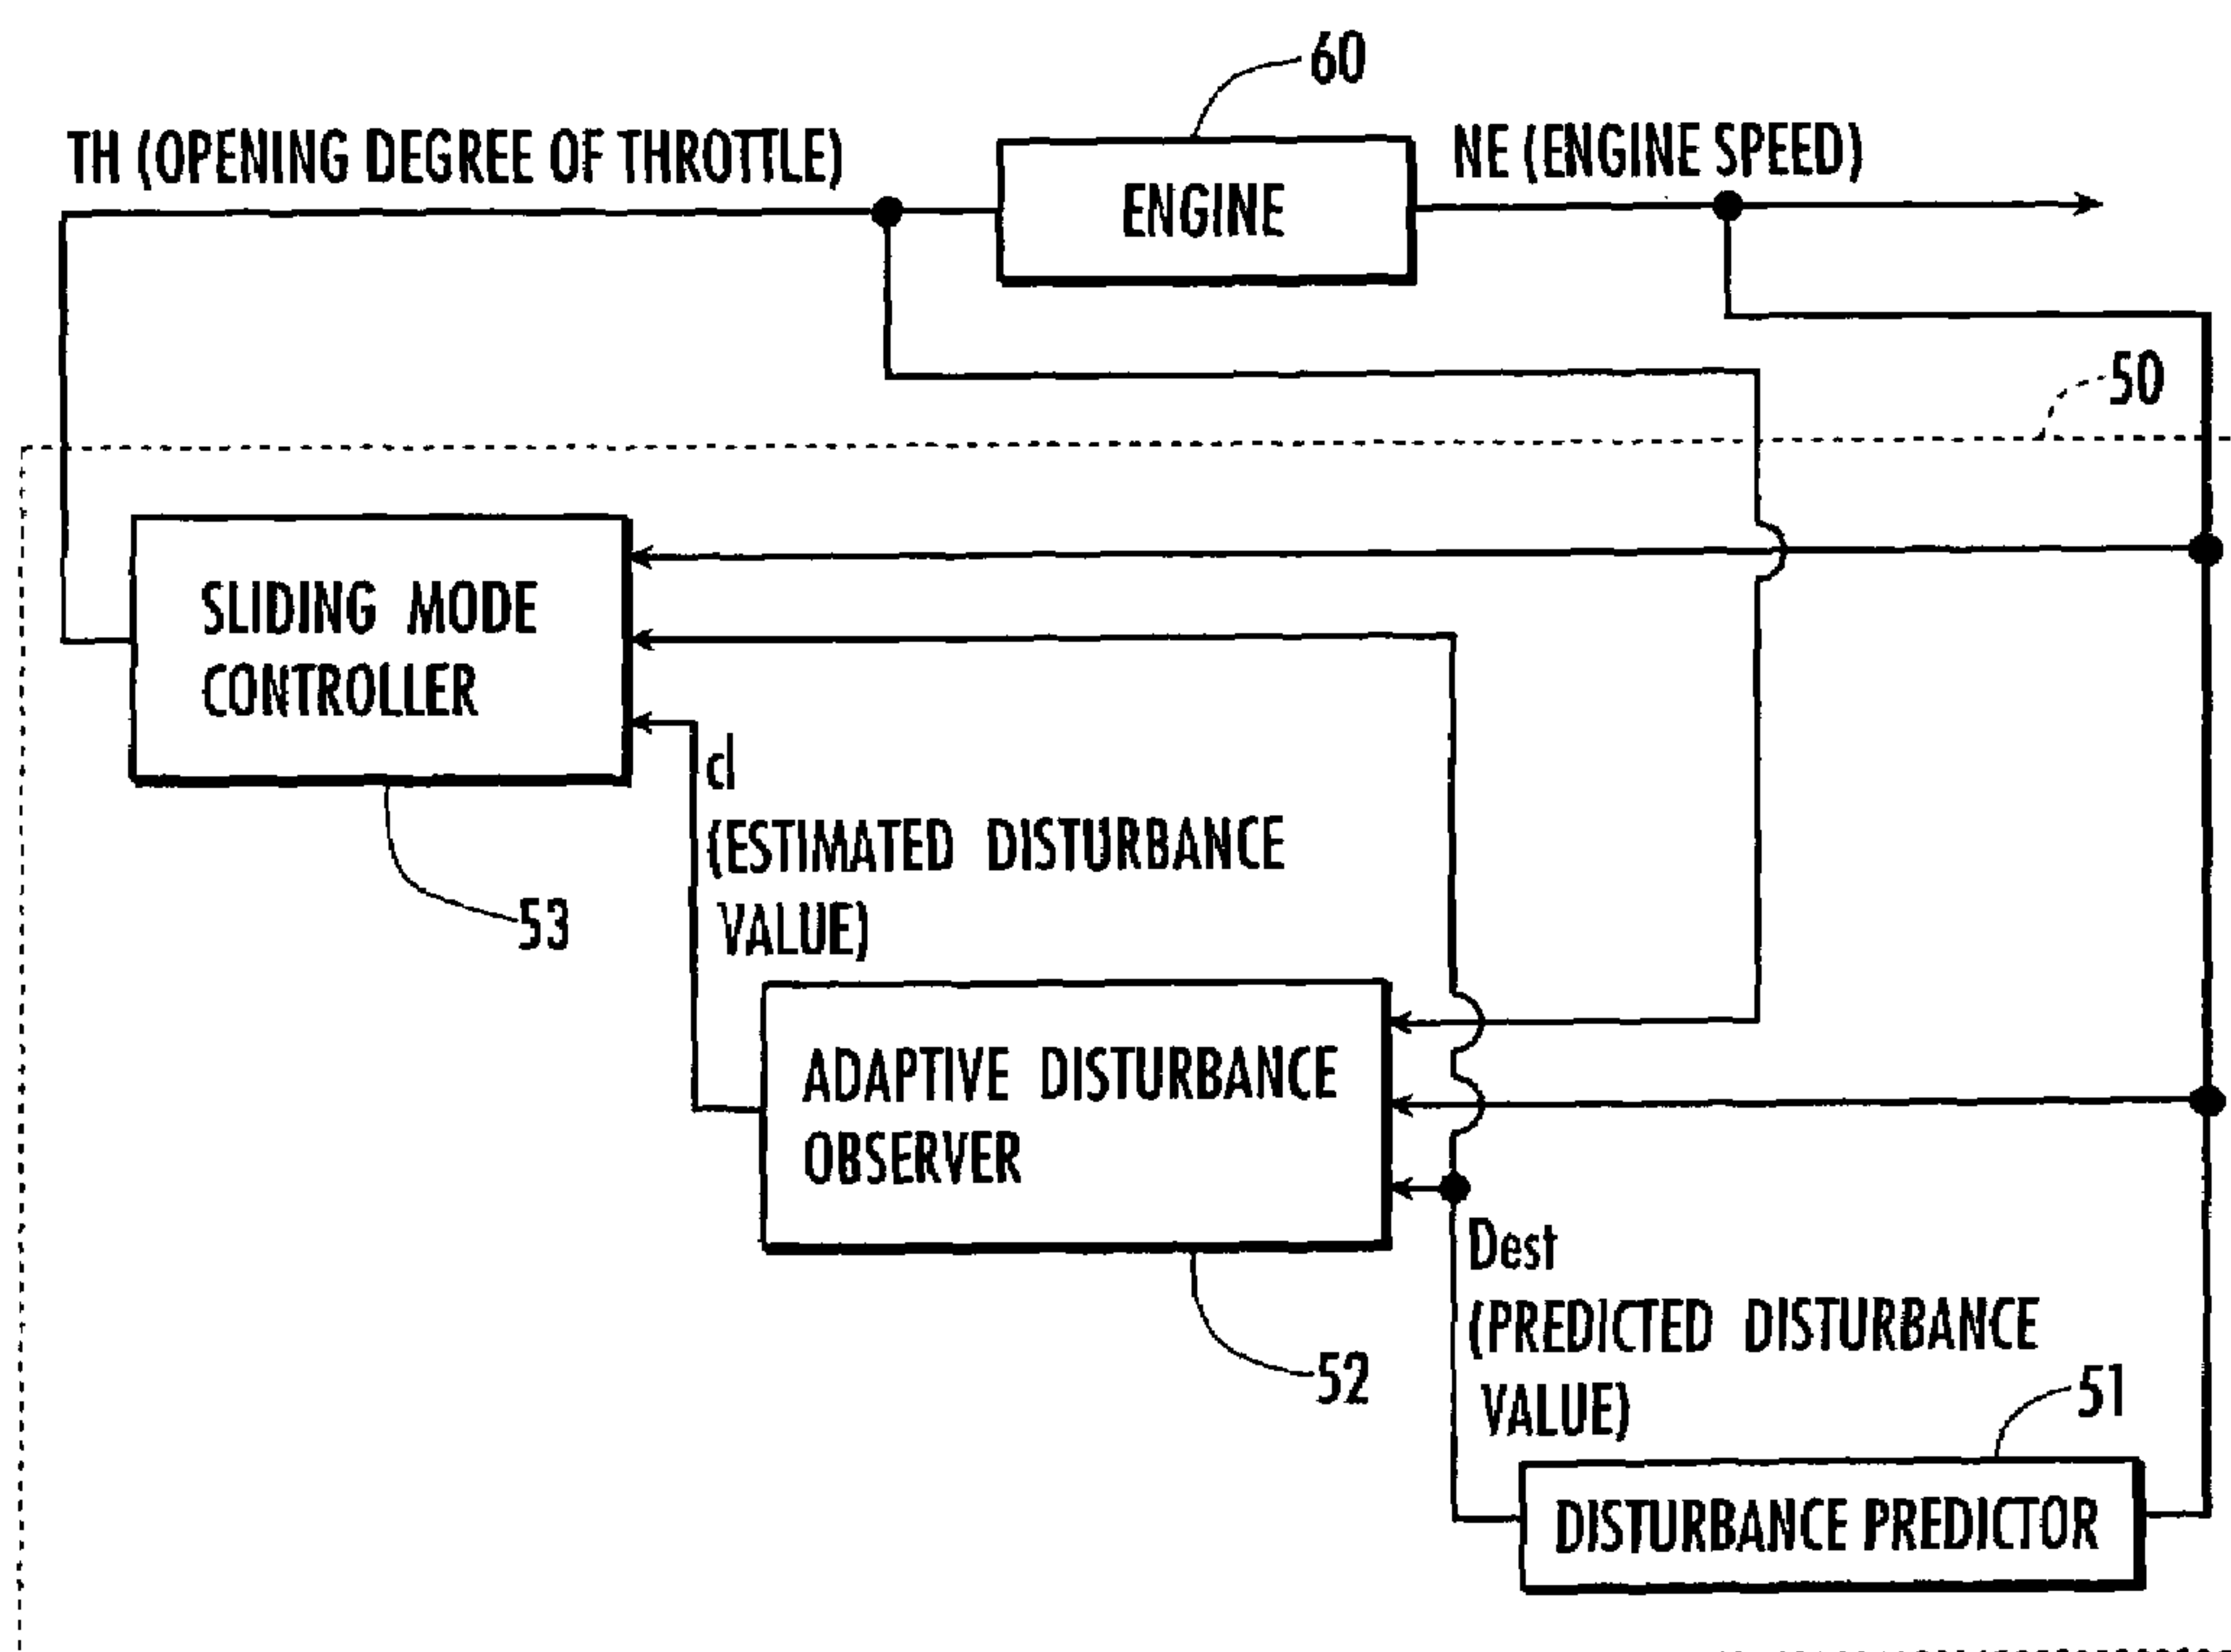 60
TH (OPENING DEGREE OF THROTTLE)
NE (ENGINE SPEED)
ENGINE
50
SLIDING MODE
CONTROLLER
53
cl
(ESTIMATED DISTURBANCE
VALUE)
ADAPTIVE DISTURBANCE
OBSERVER
52
Dest
(PREDICTED DISTURBANCE
VALUE)
51
DISTURBANCE PREDICTOR